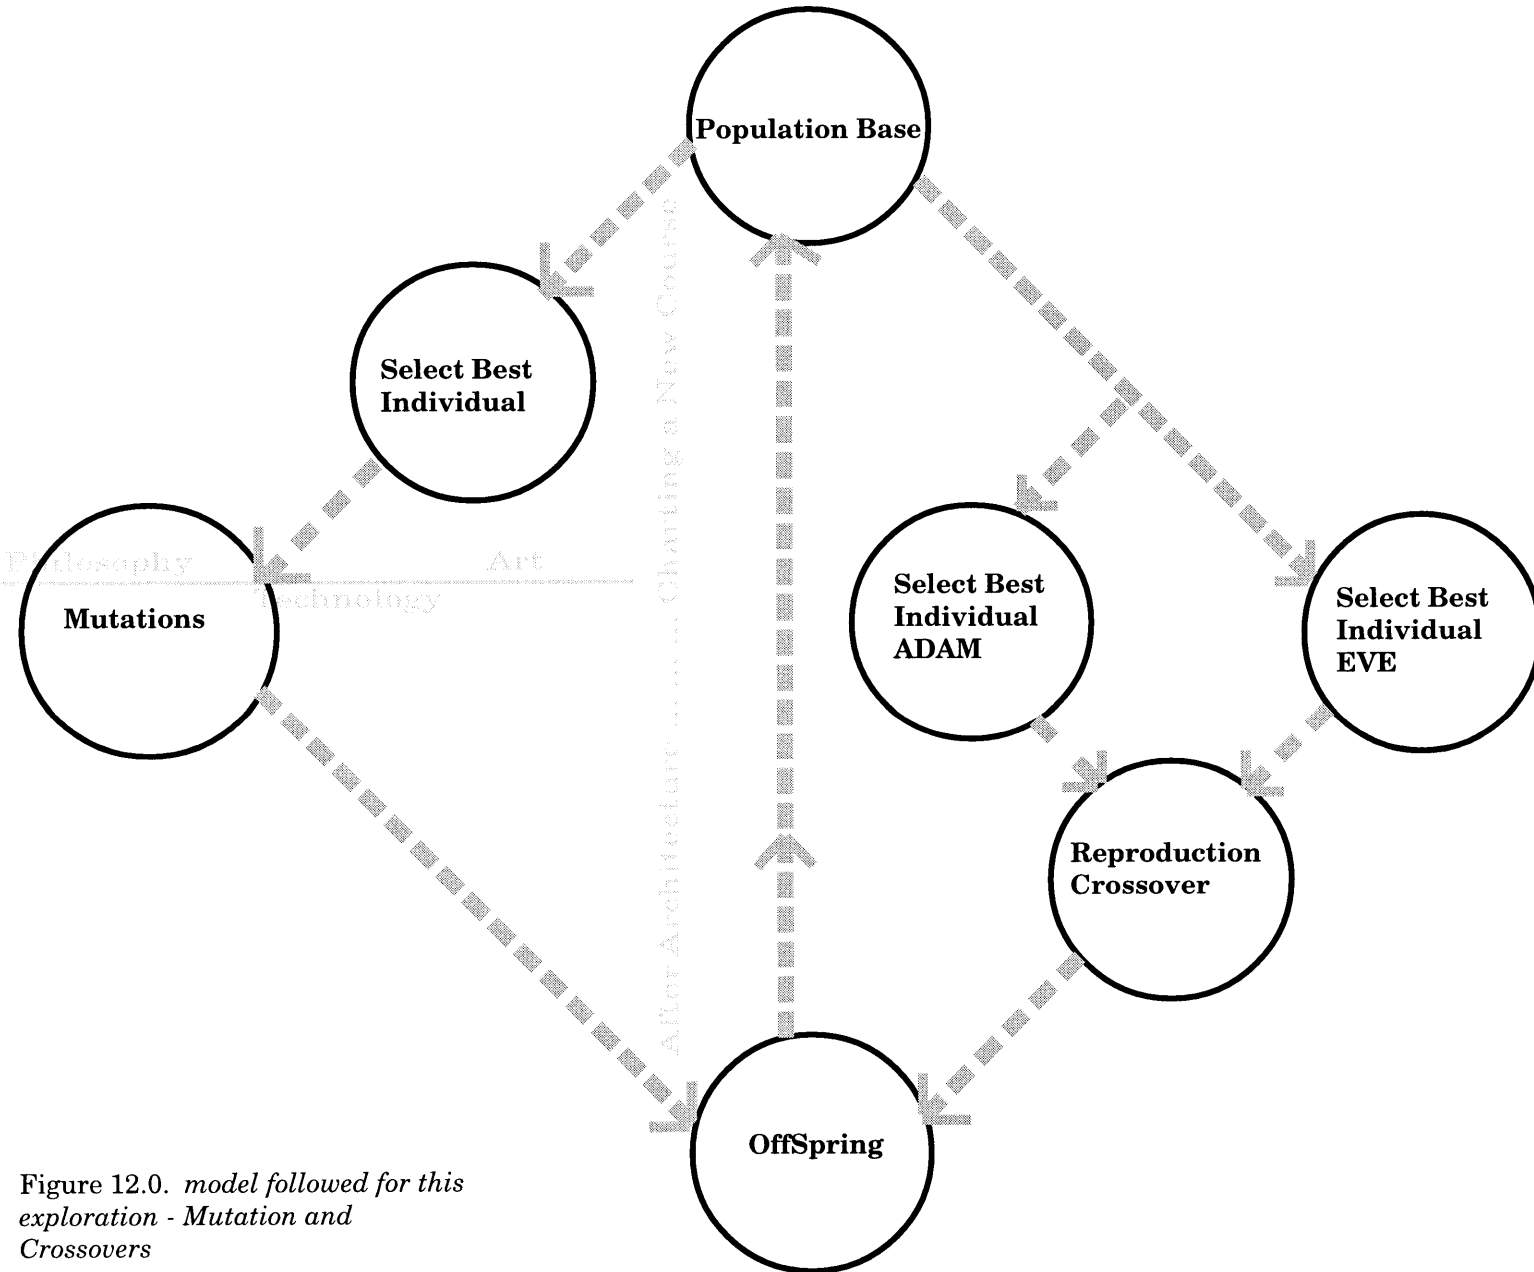 Population Base
Select Best
Individual
Mutations
Philosophy
Art
Technology
After Architecture ... ... Charting a New Course
Select Best
Individual
ADAM
Select Best
Individual
EVE
Reproduction
Crossover
OffSpring
Figure 12.0. model followed for this
exploration - Mutation and
Crossovers